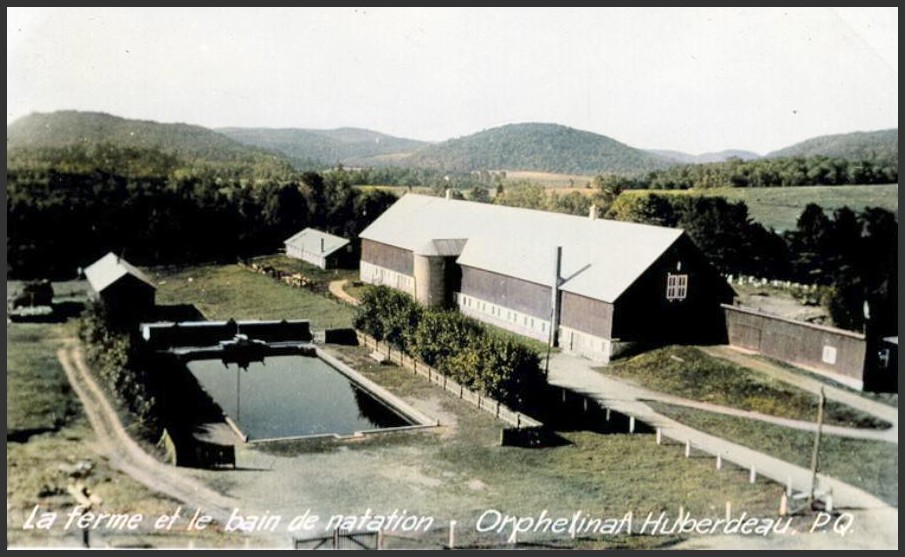 La ferme et le bain de natation. Orphelinat Huberdeau, P.Q.